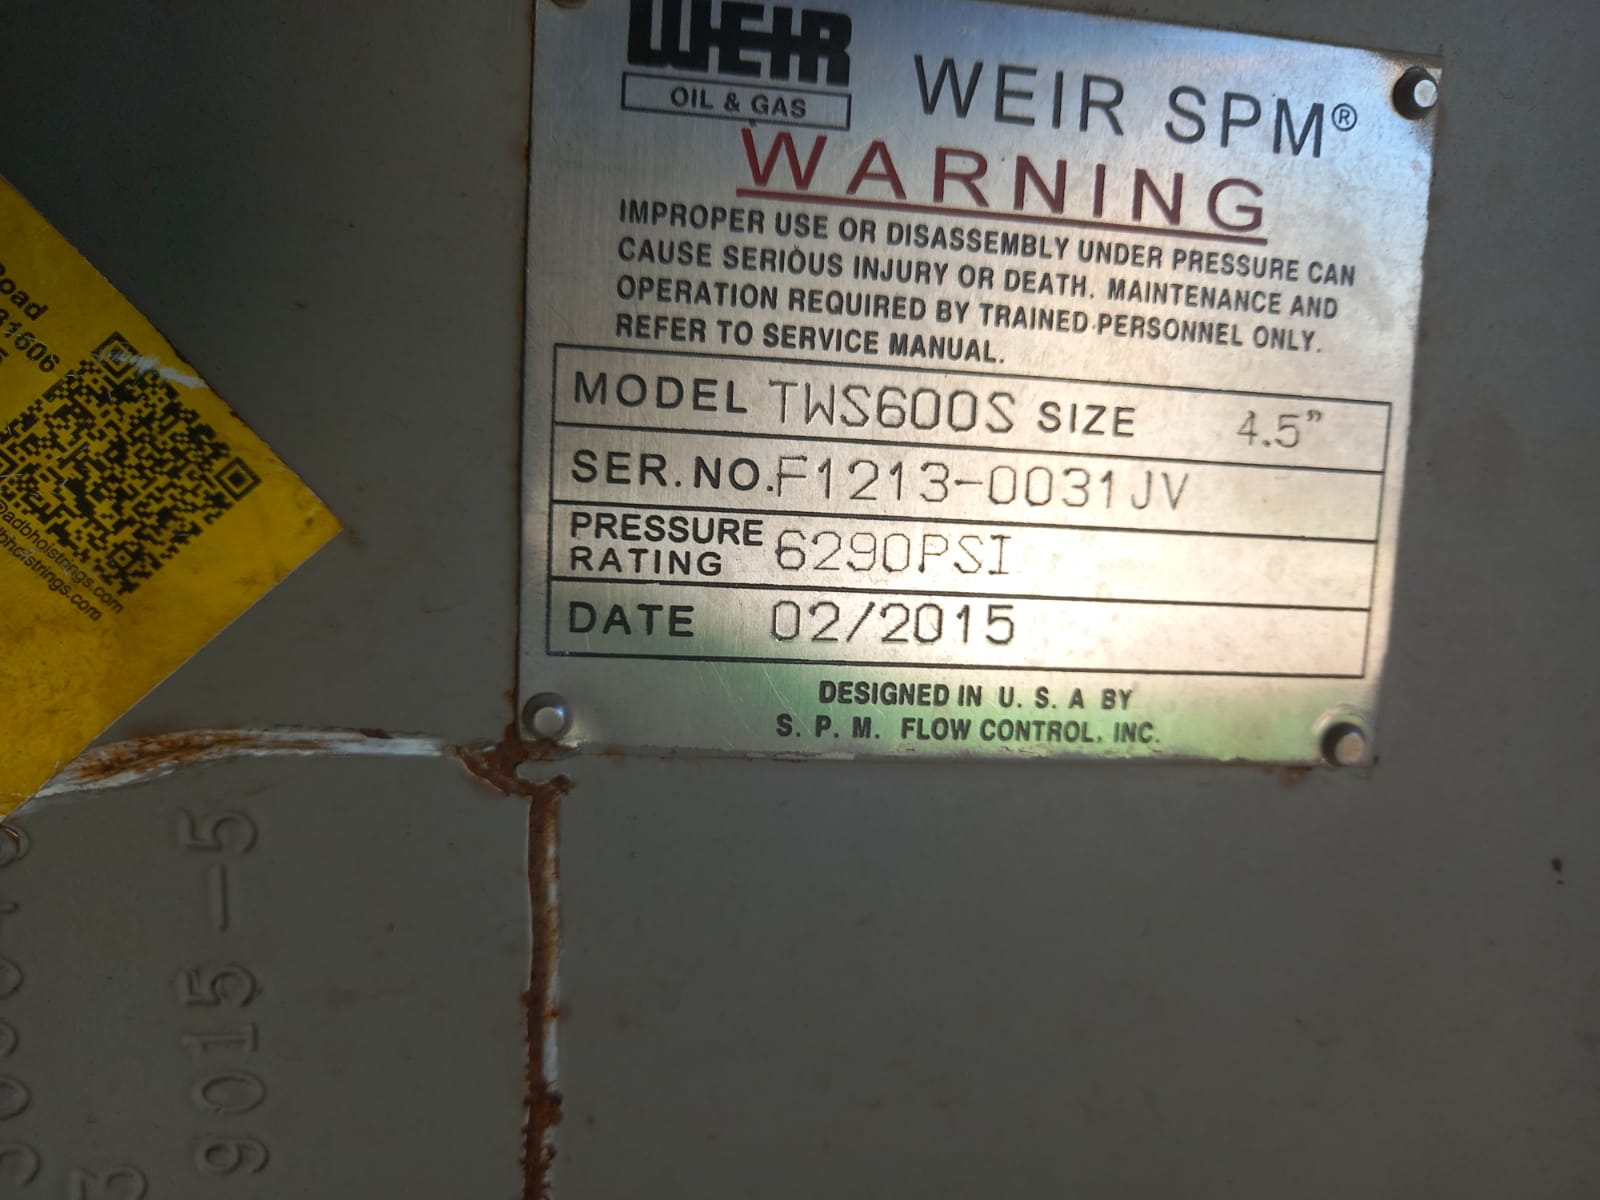 WEIR
OIL & GAS
WEIR SPM®
WARNING
IMPROPER USE OR DISASSEMBLY UNDER PRESSURE CAN
CAUSE SERIOUS INJURY OR DEATH. MAINTENANCE AND
OPERATION REQUIRED BY TRAINED PERSONNEL ONLY.
REFER TO SERVICE MANUAL.
MODEL TWS600S SIZE 4.5"
SER. NO. F1213-0031JV
PRESSURE
RATING 6290PSI
DATE 02/2015
DESIGNED IN U. S. A BY
S. P. M. FLOW CONTROL, INC.
9015-5